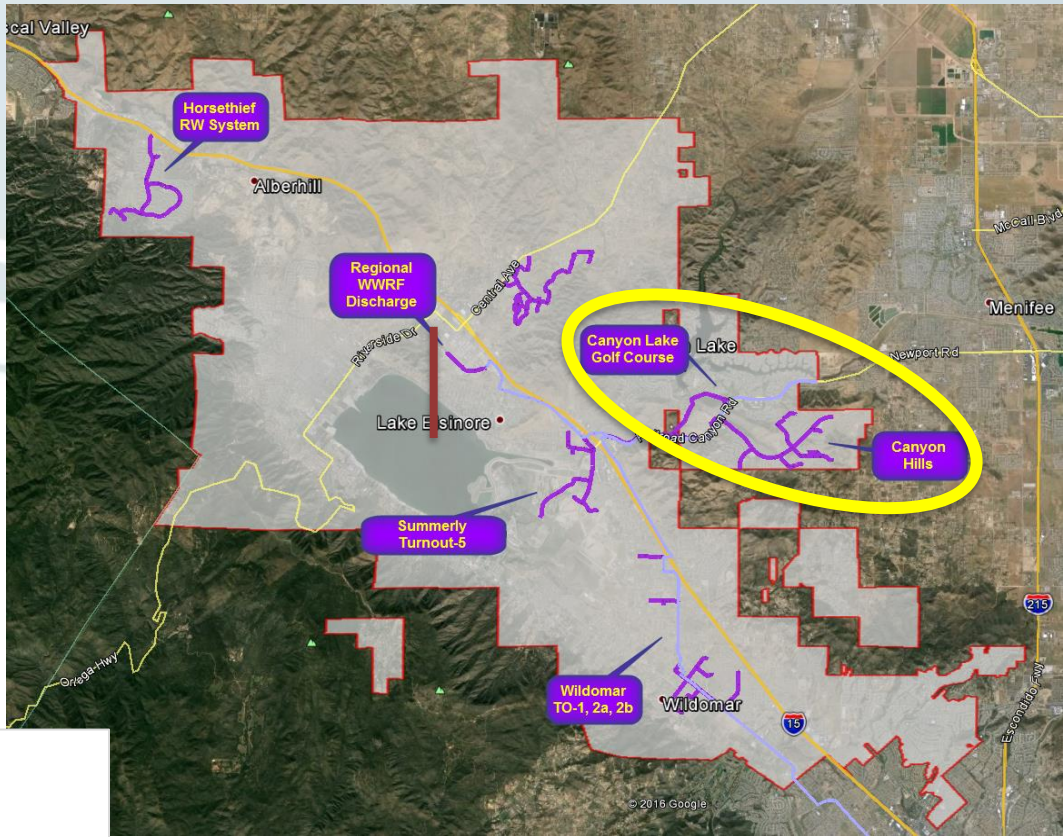 scal Valley
Horsethief
RW System
Alberhill
McCall Blvd
Regional
WWRF
Discharge
Central Ave
Menifee
Riverside Dr
Canyon Lake
Golf Course
Lake
Newport Rd
Lake Elsinore
Railroad Canyon Rd
Canyon
Hills
Summerly
Turnout-5
215
Ortega Hwy
Wildomar
TO-1, 2a, 2b
Wildomar
15
Escondido Fwy
© 2016 Google